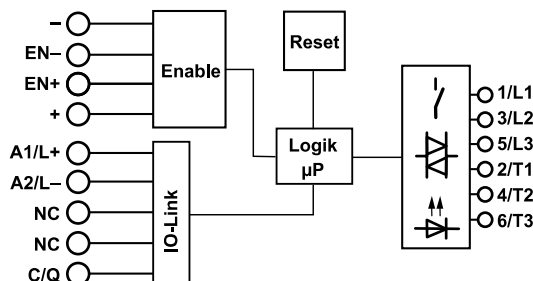 –
EN–
EN+
+
Enable
Reset
A1/L+
A2/L–
NC
NC
C/Q
IO-Link
Logik
µP
1/L1
3/L2
5/L3
2/T1
4/T2
6/T3